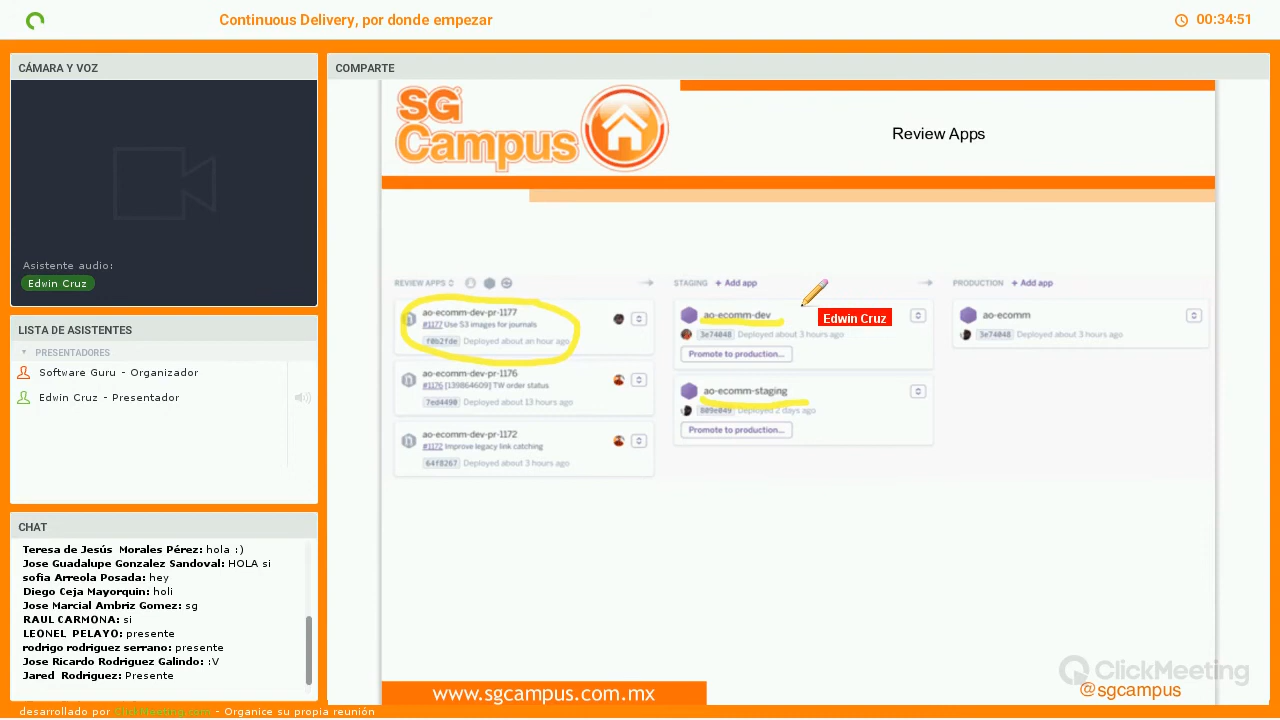 Continuous Delivery, por donde empezar
00:34:51
CÁMARA Y VOZ
Asistente audio:
Edwin Cruz
LISTA DE ASISTENTES
PRESENTADORES
Software Guru - Organizador
Edwin Cruz - Presentador
CHAT
Teresa de Jesús Morales Pérez: hola :)
Jose Guadalupe Gonzalez Sandoval: HOLA si
sofia Arreola Posada: hey
Diego Ceja Mayorquin: holi
Jose Marcial Ambriz Gomez: sg
RAUL CARMONA: si
LEONEL PELAYO: presente
rodrigo rodriguez serrano: presente
Jose Ricardo Rodriguez Galindo: :V
Jared Rodriguez: Presente
COMPARTE
SG
Campus
Review Apps
REVIEW APPS
ao-ecomm-dev-pr-1177
#1177 Use S3 images for journals
f0b2fde Deployed about an hour ago
ao-ecomm-dev-pr-1176
#1176 [139864609] TW order status
7ed4490 Deployed about 13 hours ago
ao-ecomm-dev-pr-1172
#1172 Improve legacy link catching
64f8267 Deployed about 3 hours ago
STAGING + Add app
ao-ecomm-dev
Edwin Cruz
3e74048 Deployed about 3 hours ago
Promote to production...
ao-ecomm-staging
809e049 Deployed 2 days ago
Promote to production...
PRODUCTION + Add app
ao-ecomm
3e74048 Deployed about 3 hours ago
ClickMeeting
www.sgcampus.com.mx
@sgcampus
desarrollado por ClickMeeting.com - Organice su propia reunión